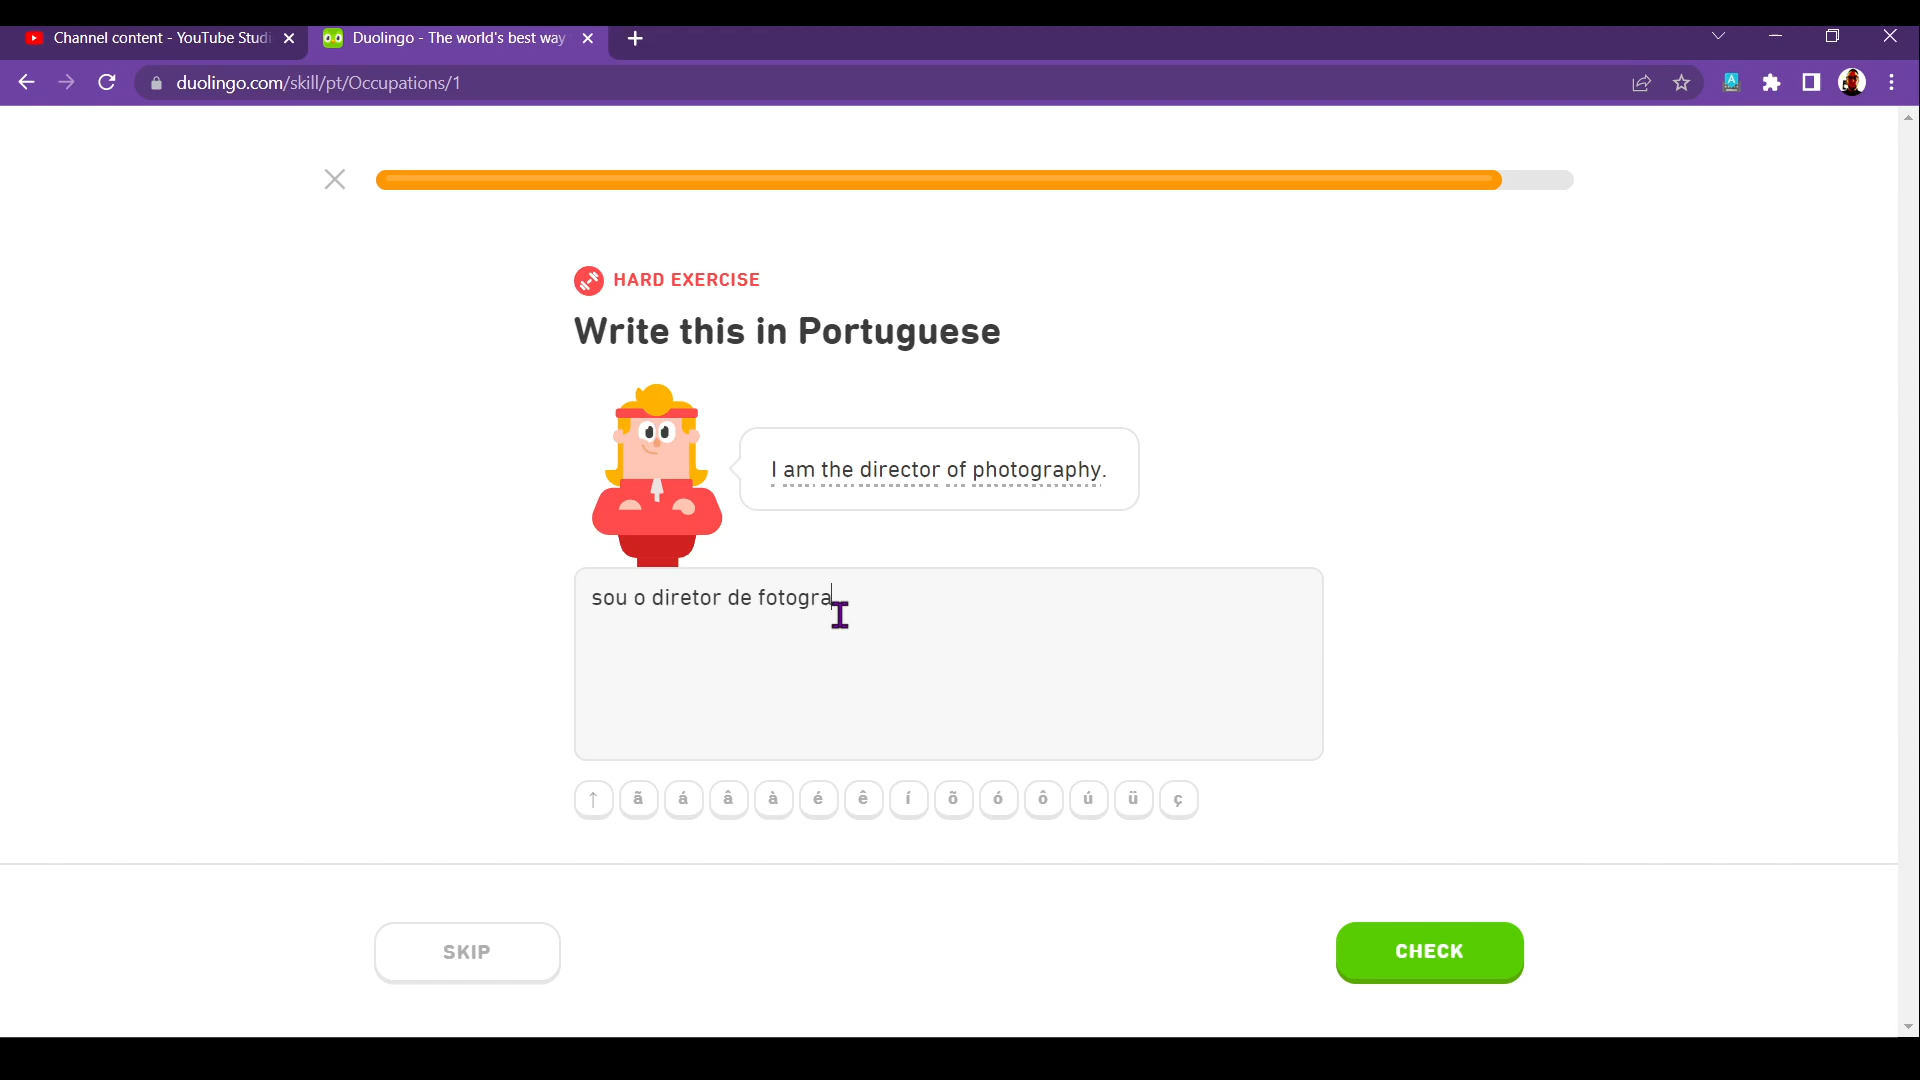 Channel content - YouTube Studi
Duolingo - The world's best way
duolingo.com/skill/pt/Occupations/1
HARD EXERCISE
Write this in Portuguese
I am the director of photography.
sou o diretor de fotogra
↑ ã á â à é ê í õ ó ô ú ü ç
SKIP
CHECK